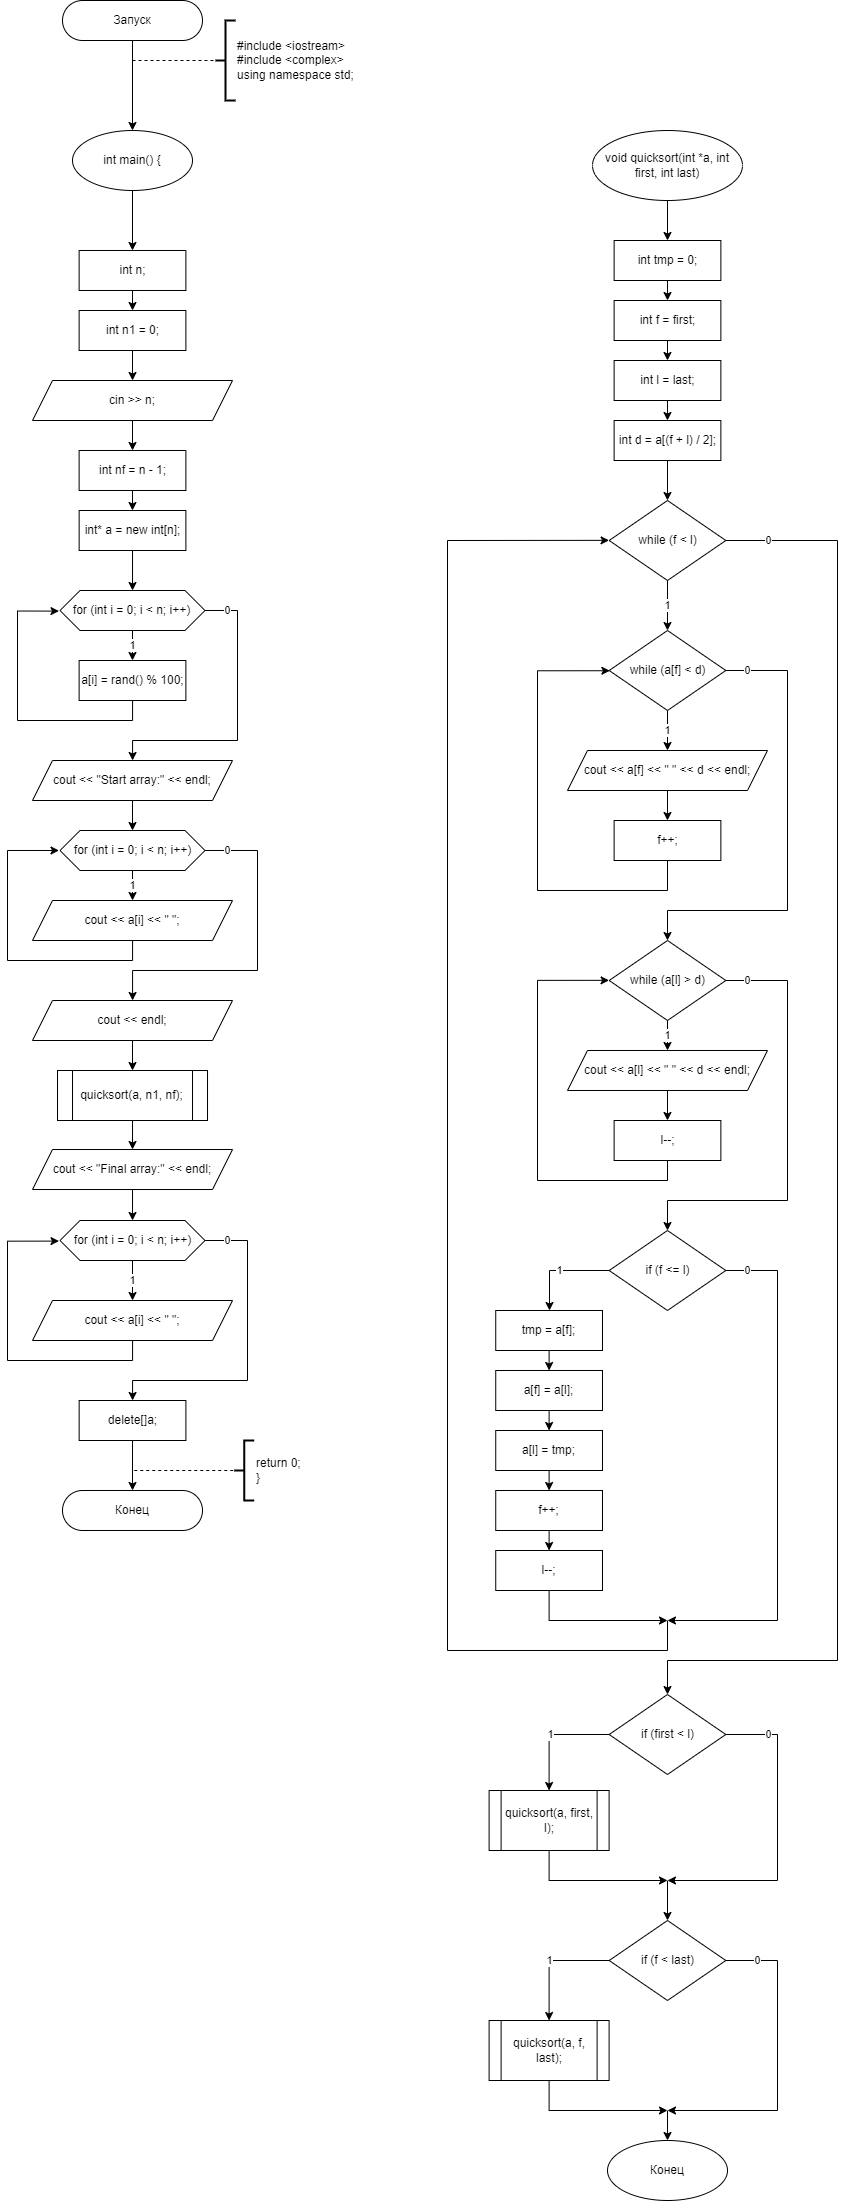 Запуск
#include <iostream>
#include <complex>
using namespace std;
int main() {
int n;
int n1 = 0;
cin >> n;
int nf = n - 1;
int* a = new int[n];
for (int i = 0; i < n; i++)
0
1
a[i] = rand() % 100;
cout << "Start array:" << endl;
for (int i = 0; i < n; i++)
0
1
cout << a[i] << " ";
cout << endl;
quicksort(a, n1, nf);
cout << "Final array:" << endl;
for (int i = 0; i < n; i++)
0
1
cout << a[i] << " ";
delete[]a;
return 0;
}
Конец
void quicksort(int *a, int
first, int last)
int tmp = 0;
int f = first;
int l = last;
int d = a[(f + l) / 2];
while (f < l)
0
1
while (a[f] < d)
0
1
cout << a[f] << " " << d << endl;
f++;
while (a[l] > d)
0
1
cout << a[l] << " " << d << endl;
l--;
if (f <= l)
1
0
tmp = a[f];
a[f] = a[l];
a[l] = tmp;
f++;
l--;
if (first < l)
1
0
quicksort(a, first,
l);
if (f < last)
1
0
quicksort(a, f,
last);
Конец